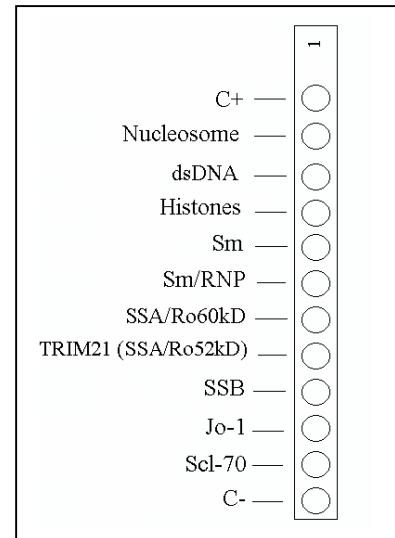 1
C+
Nucleosome
dsDNA
Histones
Sm
Sm/RNP
SSA/Ro60kD
TRIM21 (SSA/Ro52kD)
SSB
Jo-1
Scl-70
C-